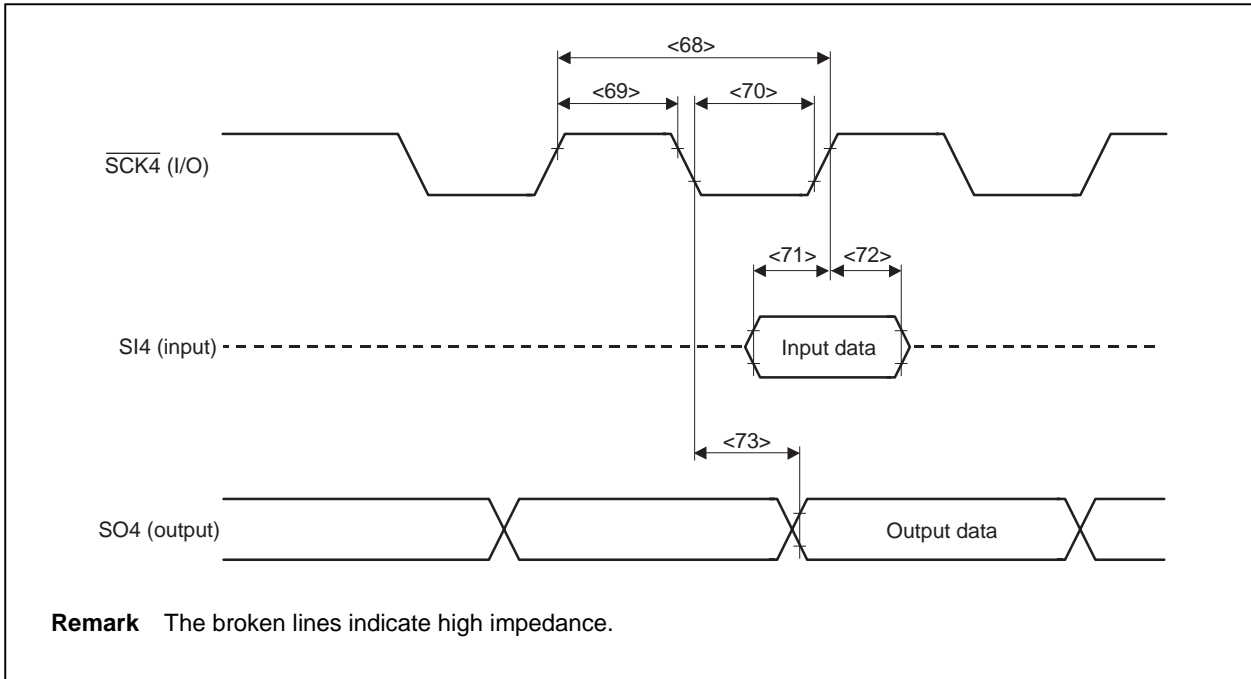 <68>
<69> <70>
SCK4 (I/O)
<71> <72>
SI4 (input)
Input data
<73>
SO4 (output)
Output data
Remark The broken lines indicate high impedance.